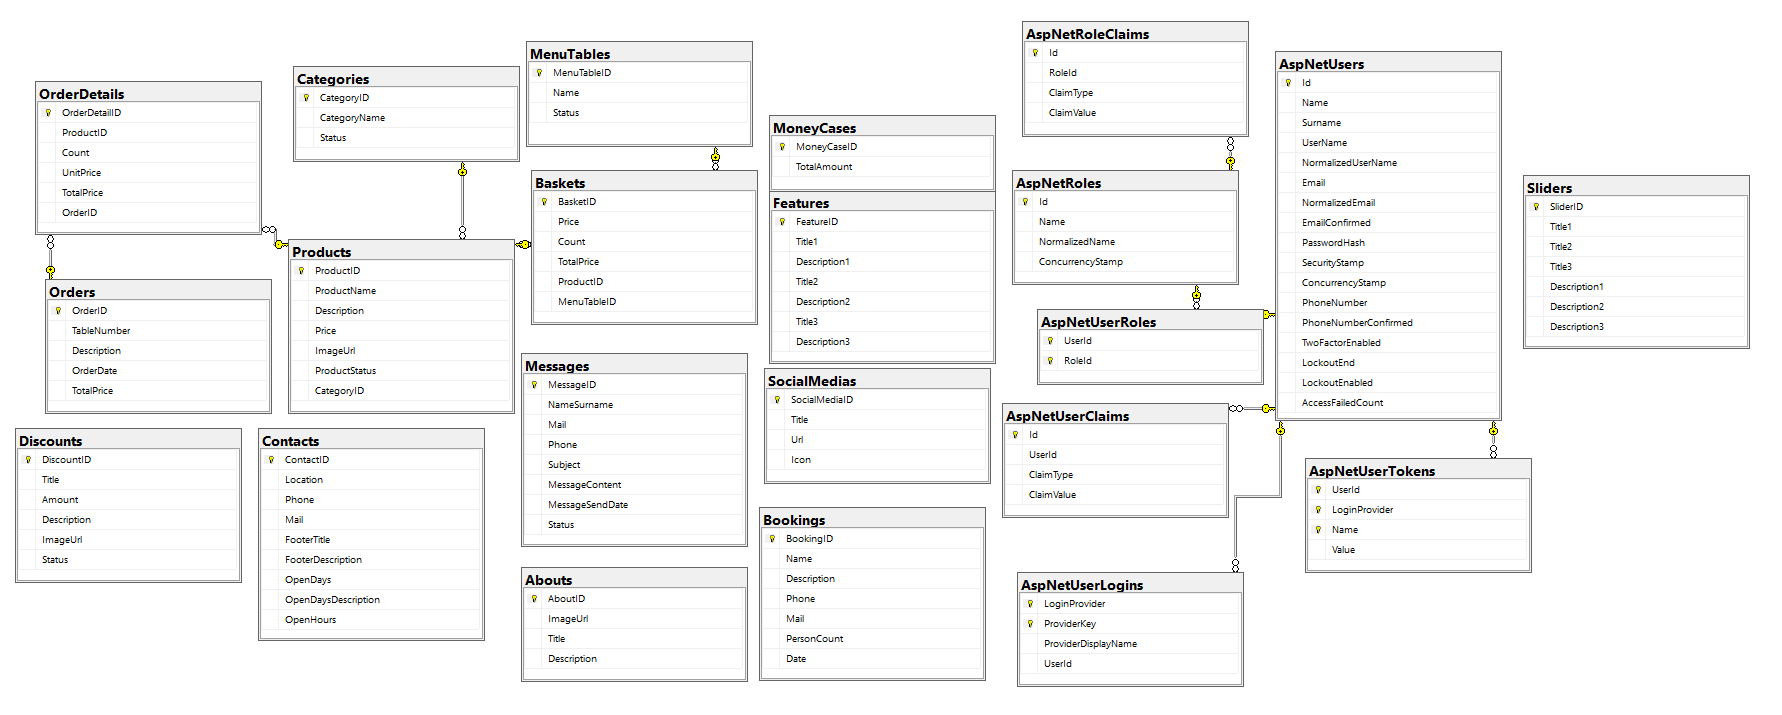 OrderDetails
OrderDetailID
ProductID
Count
UnitPrice
TotalPrice
OrderID
Categories
CategoryID
CategoryName
Status
MenuTables
MenuTableID
Name
Status
MoneyCases
MoneyCaseID
TotalAmount
AspNetRoleClaims
Id
RoleId
ClaimType
ClaimValue
AspNetUsers
Id
Name
Surname
UserName
NormalizedUserName
Email
NormalizedEmail
EmailConfirmed
PasswordHash
SecurityStamp
ConcurrencyStamp
PhoneNumber
PhoneNumberConfirmed
TwoFactorEnabled
LockoutEnd
LockoutEnabled
AccessFailedCount
Baskets
BasketID
Price
Count
TotalPrice
ProductID
MenuTableID
Features
FeatureID
Title1
Description1
Title2
Description2
Title3
Description3
AspNetRoles
Id
Name
NormalizedName
ConcurrencyStamp
Sliders
SliderID
Title1
Title2
Title3
Description1
Description2
Description3
Products
ProductID
ProductName
Description
Price
ImageUrl
ProductStatus
CategoryID
Orders
OrderID
TableNumber
Description
OrderDate
TotalPrice
AspNetUserRoles
UserId
RoleId
Messages
MessageID
NameSurname
Mail
Phone
Subject
MessageContent
MessageSendDate
Status
SocialMedias
SocialMediaID
Title
Url
Icon
AspNetUserClaims
Id
UserId
ClaimType
ClaimValue
Discounts
DiscountID
Title
Amount
Description
ImageUrl
Status
Contacts
ContactID
Location
Phone
Mail
FooterTitle
FooterDescription
OpenDays
OpenDaysDescription
OpenHours
AspNetUserTokens
UserId
LoginProvider
Name
Value
Bookings
BookingID
Name
Description
Phone
Mail
PersonCount
Date
Abouts
AboutID
ImageUrl
Title
Description
AspNetUserLogins
LoginProvider
ProviderKey
ProviderDisplayName
UserId